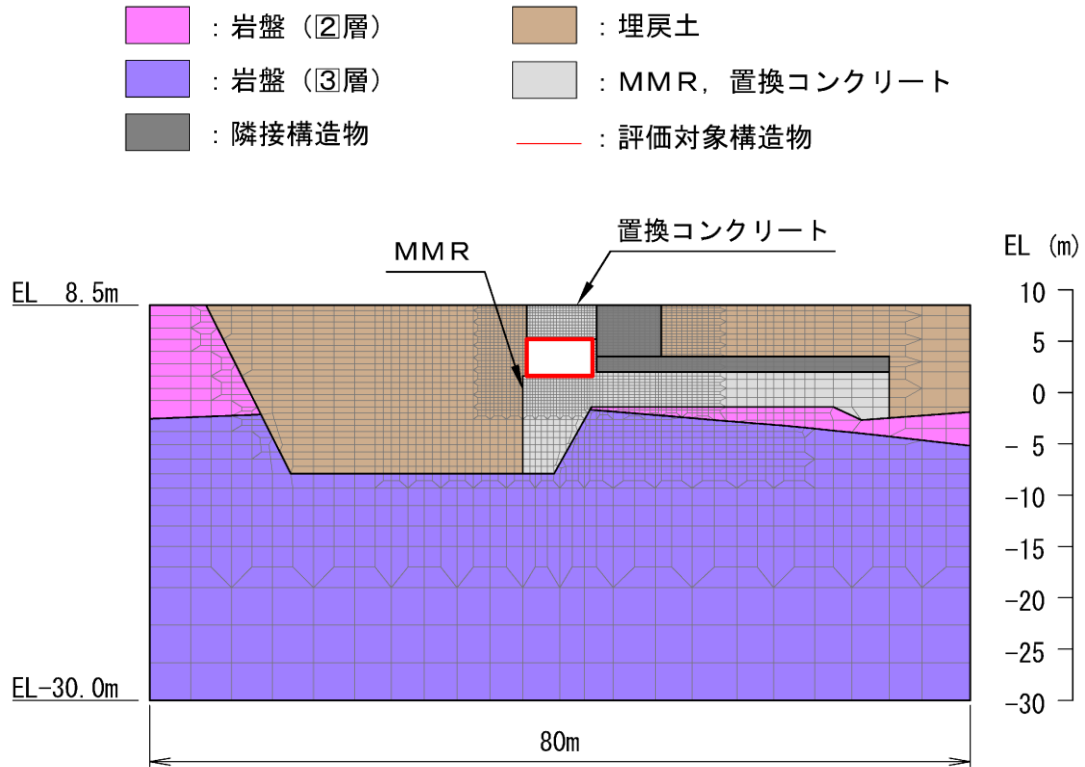 ：岩盤（②層） ：埋戻土
：岩盤（③層） ：ＭＭＲ，置換コンクリート
：隣接構造物 ：評価対象構造物
置換コンクリート
ＭＭＲ
EL (m)
EL 8.5m
10
5
0
-5
-10
-15
-20
-25
-30
EL-30.0m
80m